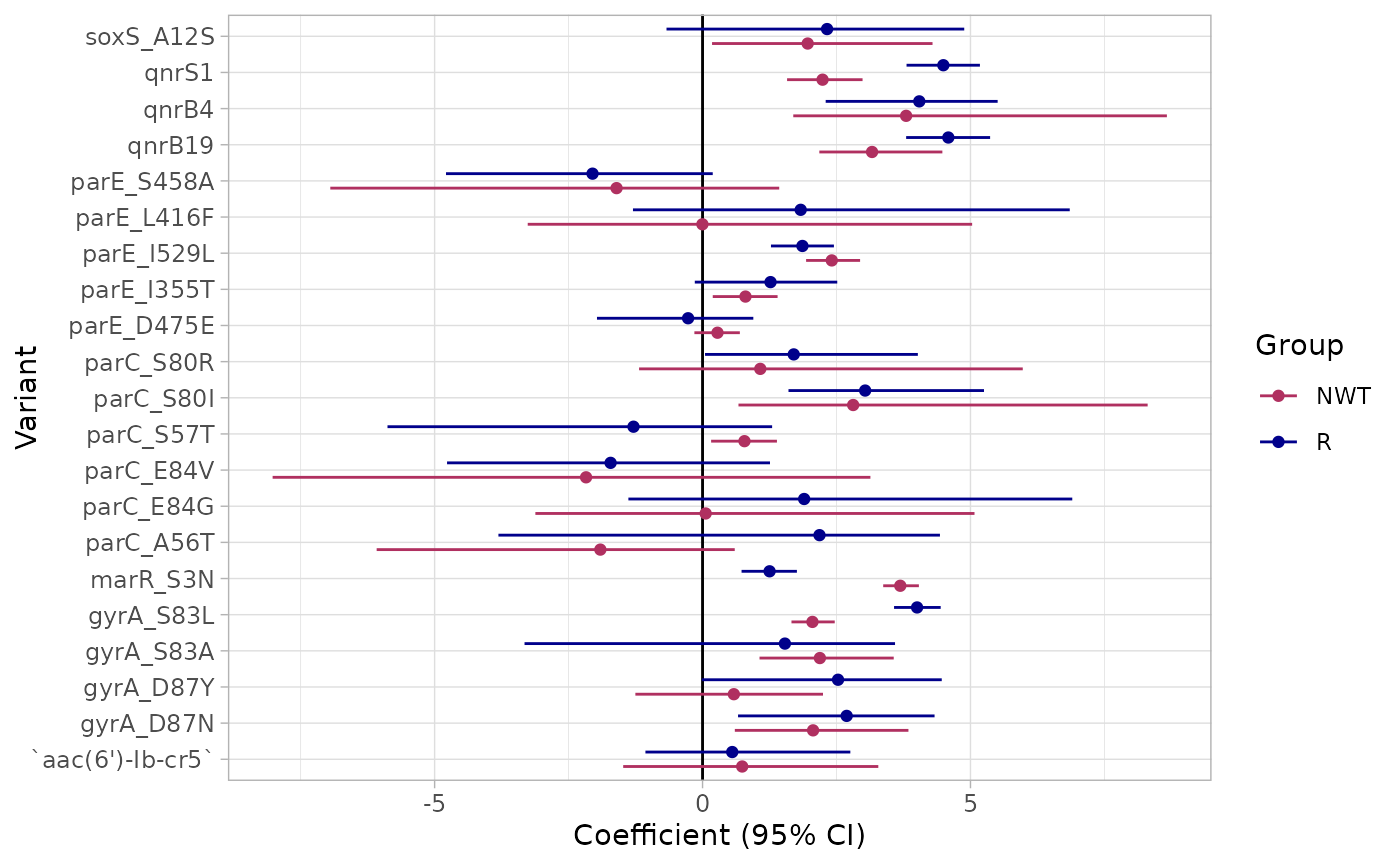 soxS_A12S
qnrS1
qnrB4
qnrB19
parE_S458A
parE_L416F
parE_I529L
parE_I355T
parE_D475E
parC_S80R
parC_S80I
parC_S57T
parC_E84V
parC_E84G
parC_A56T
marR_S3N
gyrA_S83L
gyrA_S83A
gyrA_D87Y
gyrA_D87N
`aac(6')-Ib-cr5`
Variant
-5 0 5
Coefficient (95% CI)
Group
NWT
R